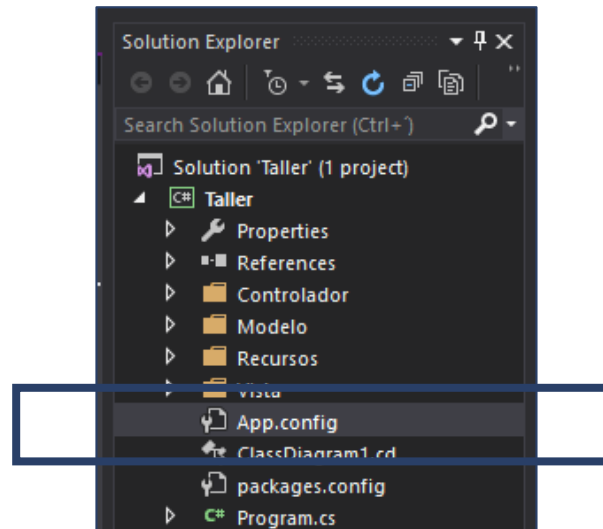 Solution Explorer
Search Solution Explorer (Ctrl+´)
Solution 'Taller' (1 project)
C# Taller
Properties
References
Controlador
Modelo
Recursos
Vista
App.config
ClassDiagram1.cd
packages.config
C# Program.cs